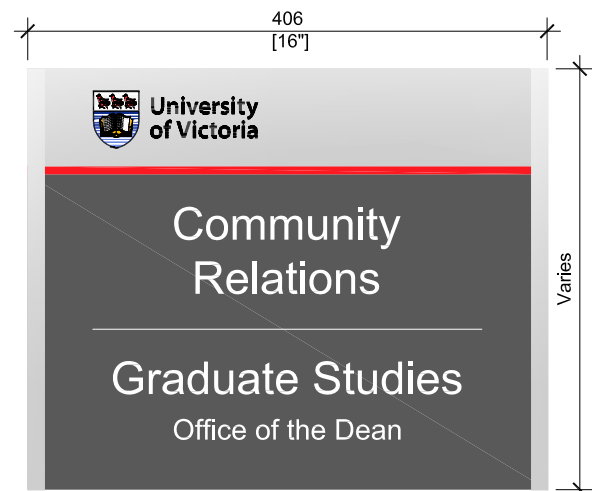 406
[16"]
University
of Victoria
Varies
Community
Relations
Graduate Studies
Office of the Dean